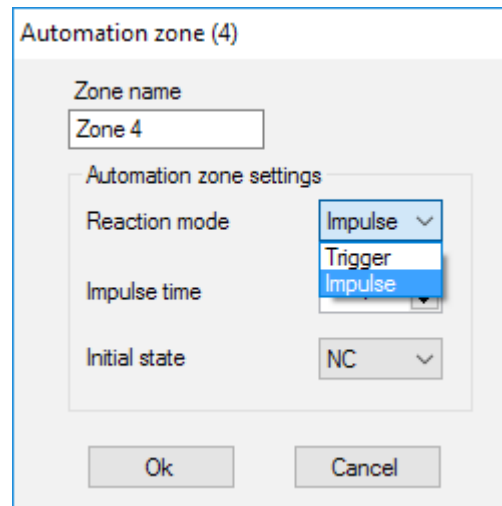 Automation zone (4)
Zone name
Zone 4
Automation zone settings
Reaction mode
Impulse
Trigger
Impulse
Impulse time
Initial state
NC
Ok
Cancel